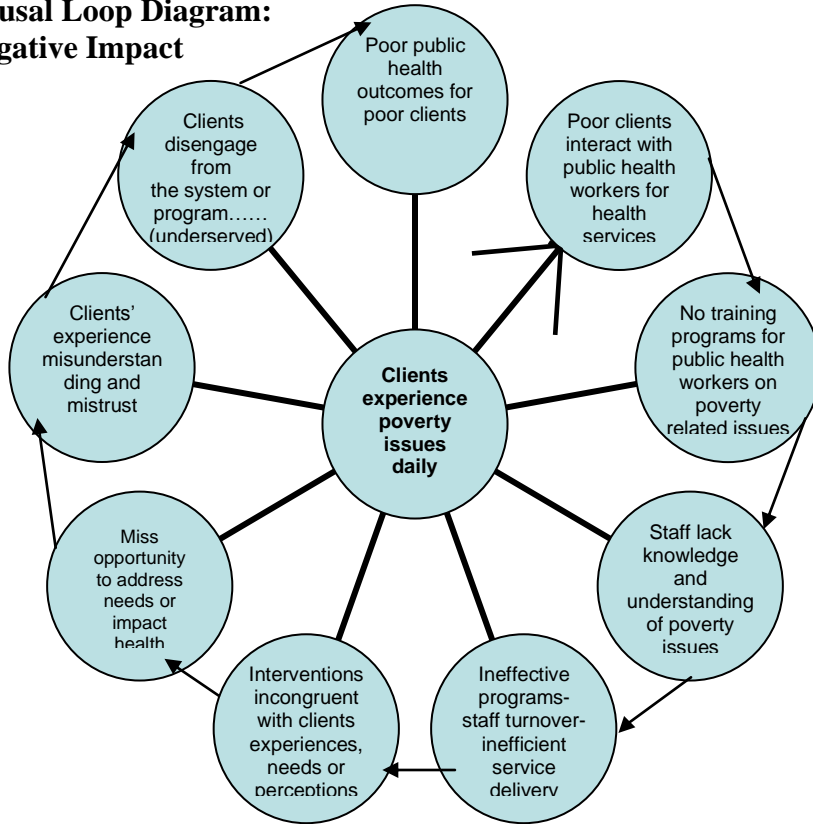 usal Loop Diagram:
gative Impact
Poor public
health
outcomes for
poor clients
Poor clients
interact with
public health
workers for
health
services
No training
programs for
public health
workers on
poverty
related issues
Staff lack
knowledge
and
understanding
of poverty
issues
Ineffective
programs-
staff turnover-
inefficient
service
delivery
Interventions
incongruent
with clients
experiences,
needs or
perceptions
Miss
opportunity
to address
needs or
impact
health
Clients’
experience
misunderstan
ding and
mistrust
Clients
disengage
from
the system or
program……
(underserved)
Clients
experience
poverty
issues
daily